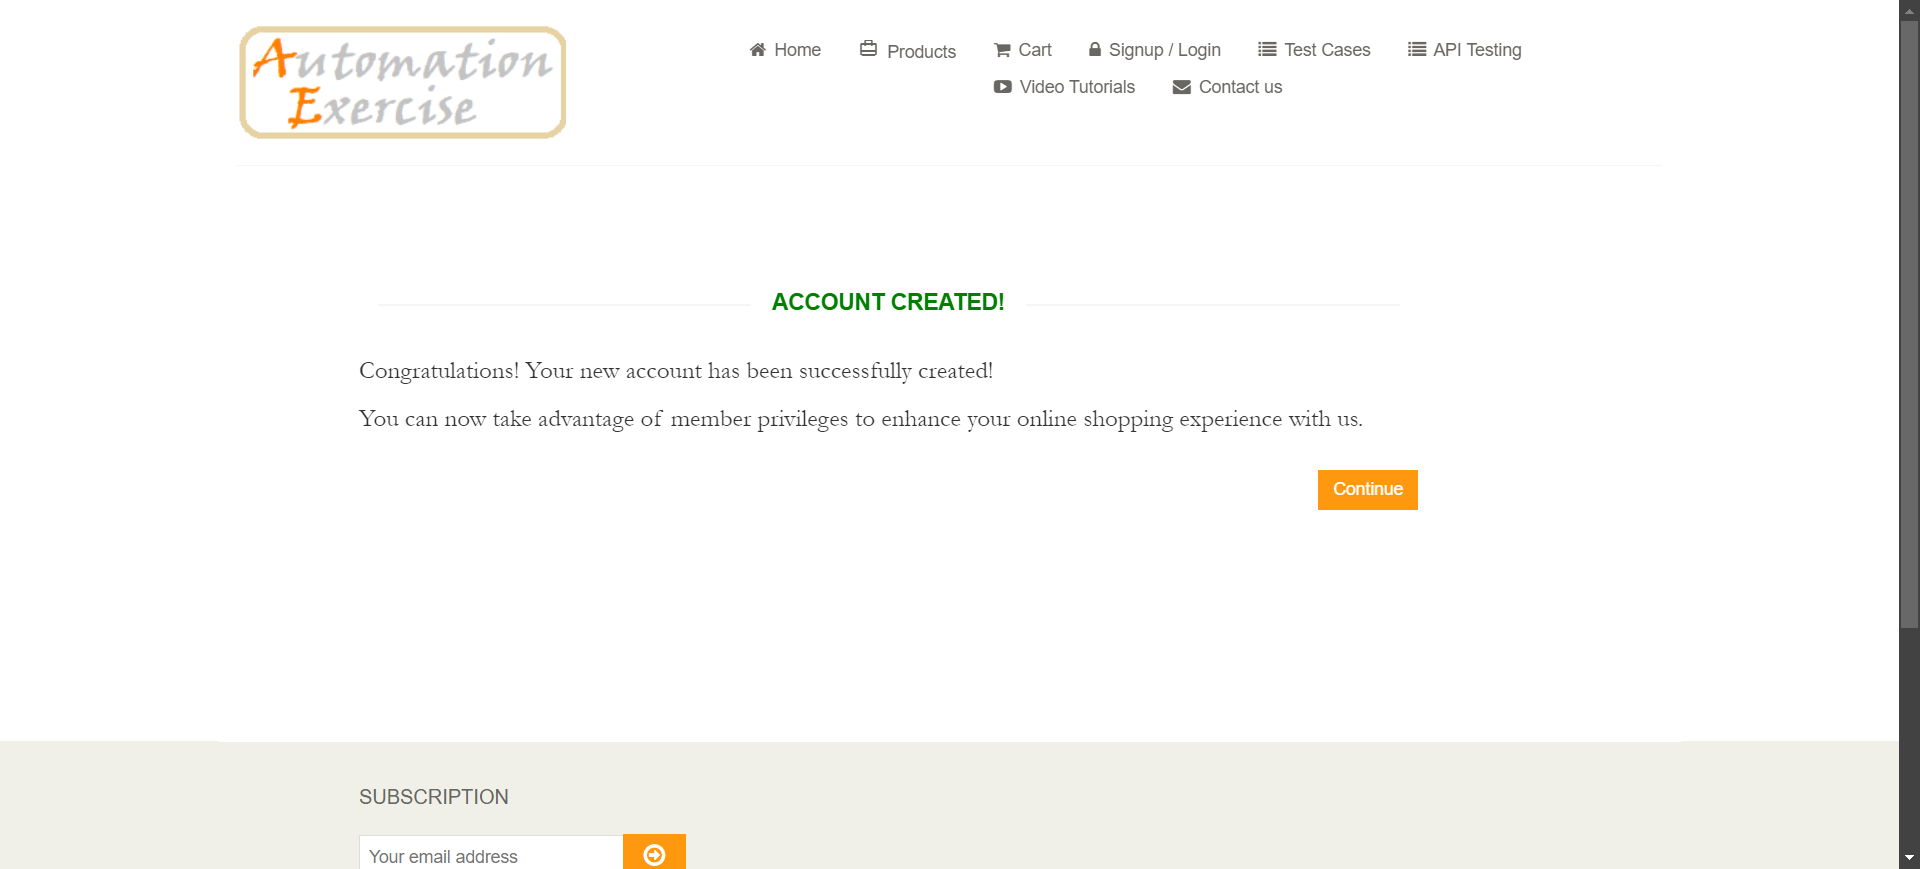 Automation
Exercise
Home Products Cart Signup / Login Test Cases API Testing
Video Tutorials Contact us
ACCOUNT CREATED!
Congratulations! Your new account has been successfully created!
You can now take advantage of member privileges to enhance your online shopping experience with us.
Continue
SUBSCRIPTION
Your email address